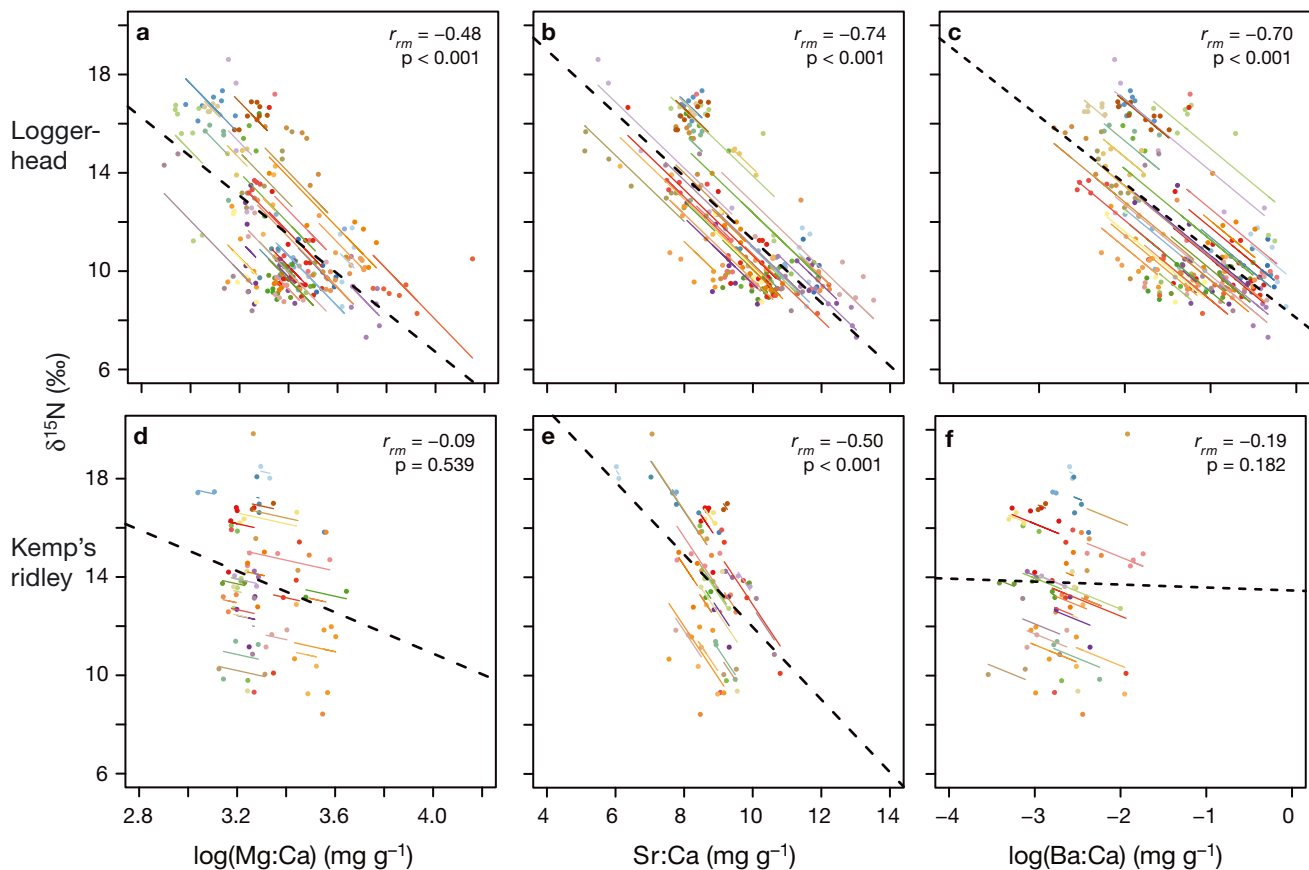 a
r_rm = −0.48
p < 0.001
b
r_rm = −0.74
p < 0.001
c
r_rm = −0.70
p < 0.001
18
14
10
6
Logger-
head
δ¹⁵N (‰)
d
r_rm = −0.09
p = 0.539
e
r_rm = −0.50
p < 0.001
f
r_rm = −0.19
p = 0.182
18
14
10
6
Kemp's
ridley
2.8 3.2 3.6 4.0
4 6 8 10 12 14
−4 −3 −2 −1 0
log(Mg:Ca) (mg g⁻¹)
Sr:Ca (mg g⁻¹)
log(Ba:Ca) (mg g⁻¹)